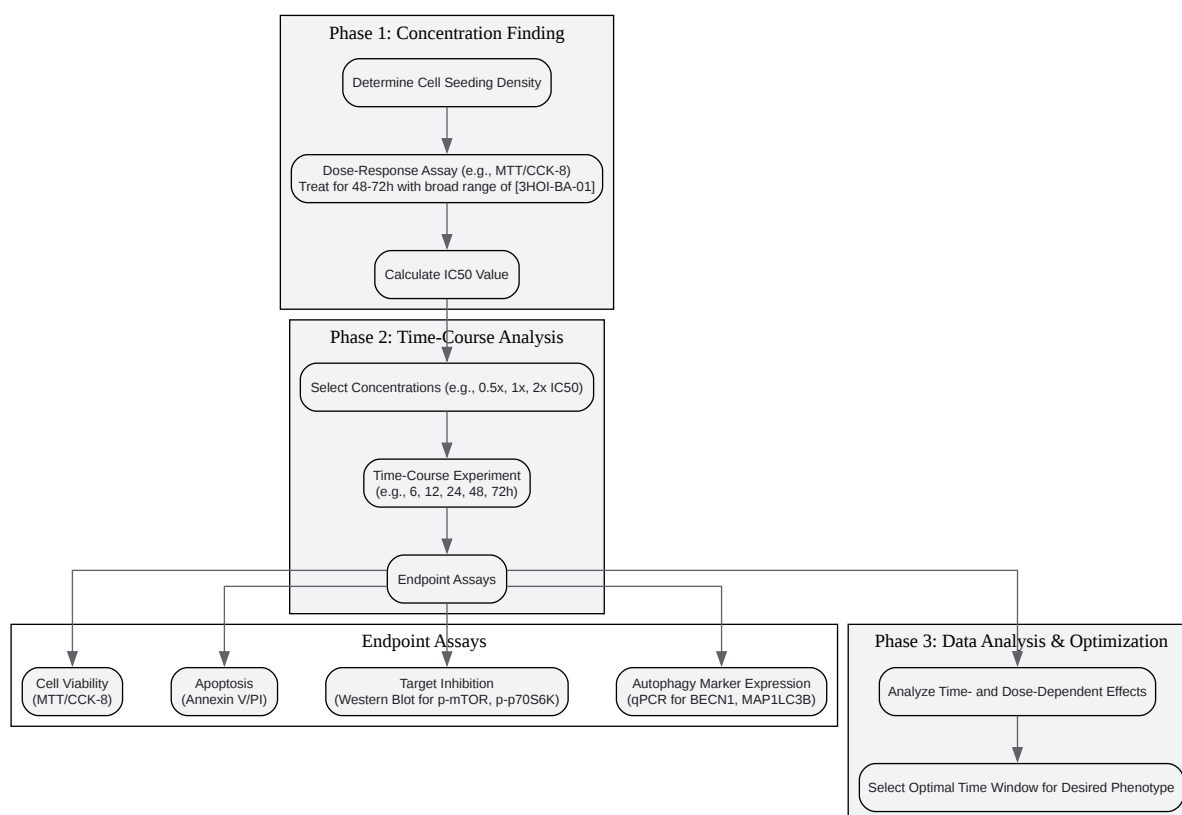 Phase 1: Concentration Finding
Determine Cell Seeding Density
Dose-Response Assay (e.g., MTT/CCK-8)
Treat for 48-72h with broad range of [3HOI-BA-01]
Calculate IC50 Value
Phase 2: Time-Course Analysis
Select Concentrations (e.g., 0.5x, 1x, 2x IC50)
Time-Course Experiment
(e.g., 6, 12, 24, 48, 72h)
Endpoint Assays
Endpoint Assays
Cell Viability
(MTT/CCK-8)
Apoptosis
(Annexin V/PI)
Target Inhibition
(Western Blot for p-mTOR, p-p70S6K)
Autophagy Marker Expression
(qPCR for BECN1, MAP1LC3B)
Phase 3: Data Analysis & Optimization
Analyze Time- and Dose-Dependent Effects
Select Optimal Time Window for Desired Phenotype